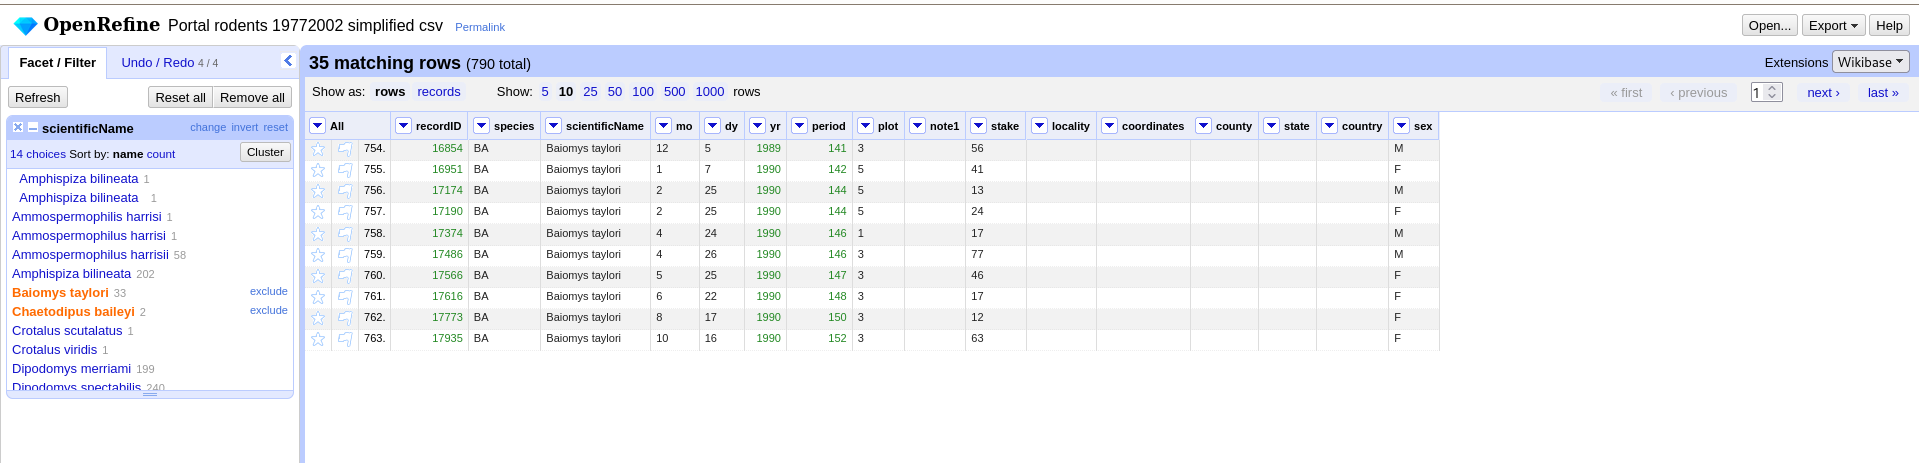 OpenRefine Portal rodents 19772002 simplified csv Permalink Open... Export Help
Facet / Filter Undo / Redo 4 / 4
35 matching rows (790 total) Extensions Wikibase
Show as: rows records Show: 5 10 25 50 100 500 1000 rows « first ‹ previous 1 next › last »
Refresh Reset all Remove all
scientificName change invert reset
14 choices Sort by: name count Cluster
Amphispiza bilineata 1
Amphispiza bilineata 1
Ammospermophilis harrisi 1
Ammospermophilus harrisi 1
Ammospermophilus harrisii 58
Amphispiza bilineata 202
Baiomys taylori 33 exclude
Chaetodipus baileyi 2 exclude
Crotalus scutalatus 1
Crotalus viridis 1
Dipodomys merriami 199
Dipodomys spectabilis 240
All recordID species scientificName mo dy yr period plot note1 stake locality coordinates county state country sex
754. 16854 BA Baiomys taylori 12 5 1989 141 3 56 M
755. 16951 BA Baiomys taylori 1 7 1990 142 5 41 F
756. 17174 BA Baiomys taylori 2 25 1990 144 5 13 M
757. 17190 BA Baiomys taylori 2 25 1990 144 5 24 F
758. 17374 BA Baiomys taylori 4 24 1990 146 1 17 M
759. 17486 BA Baiomys taylori 4 26 1990 146 3 77 M
760. 17566 BA Baiomys taylori 5 25 1990 147 3 46 F
761. 17616 BA Baiomys taylori 6 22 1990 148 3 17 F
762. 17773 BA Baiomys taylori 8 17 1990 150 3 12 F
763. 17935 BA Baiomys taylori 10 16 1990 152 3 63 F